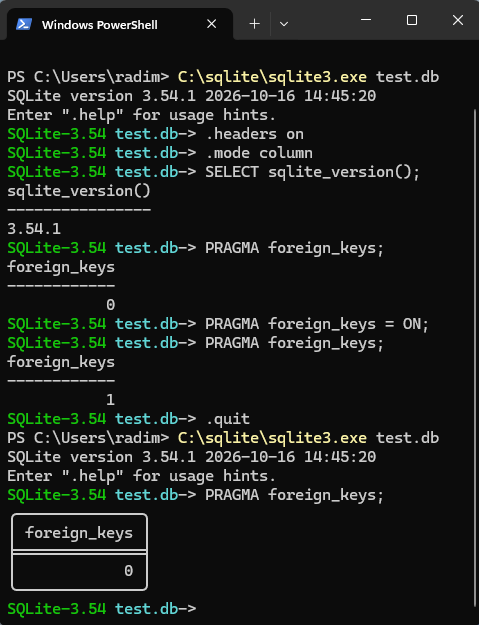 Windows PowerShell
PS C:\Users\radim> C:\sqlite\sqlite3.exe test.db
SQLite version 3.54.1 2026-10-16 14:45:20
Enter ".help" for usage hints.
SQLite-3.54 test.db-> .headers on
SQLite-3.54 test.db-> .mode column
SQLite-3.54 test.db-> SELECT sqlite_version();
sqlite_version()
----------------
3.54.1
SQLite-3.54 test.db-> PRAGMA foreign_keys;
foreign_keys
------------
0
SQLite-3.54 test.db-> PRAGMA foreign_keys = ON;
SQLite-3.54 test.db-> PRAGMA foreign_keys;
foreign_keys
------------
1
SQLite-3.54 test.db-> .quit
PS C:\Users\radim> C:\sqlite\sqlite3.exe test.db
SQLite version 3.54.1 2026-10-16 14:45:20
Enter ".help" for usage hints.
SQLite-3.54 test.db-> PRAGMA foreign_keys;
foreign_keys
0
SQLite-3.54 test.db->